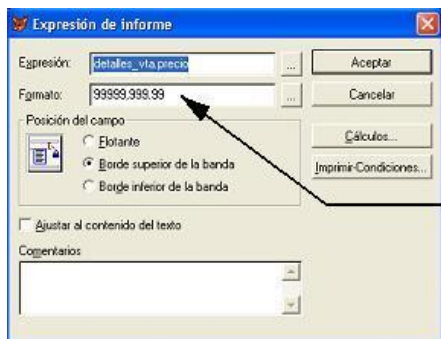 Expresión de informe
Expresión: detalles_vta.precio ... Aceptar
Formato: 99999,999.99 ... Cancelar
Posición del campo
Flotante Cálculos...
Borde superior de la banda Imprimir-Condiciones...
Borde inferior de la banda
Ajustar al contenido del texto
Comentarios